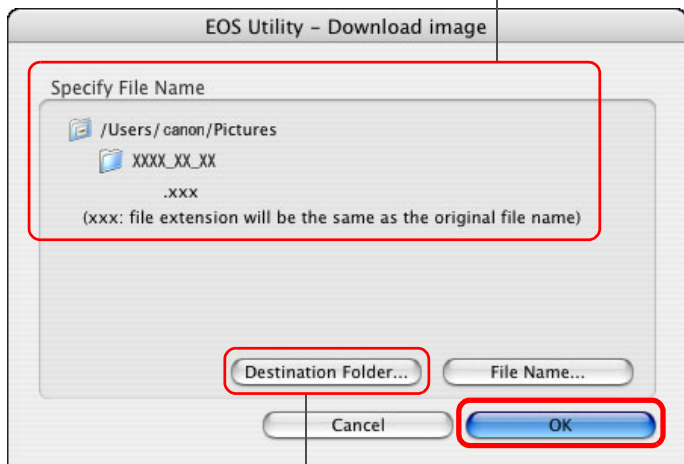 EOS Utility – Download image
Specify File Name
/Users/canon/Pictures
XXXX_XX_XX
.xxx
(xxx: file extension will be the same as the original file name)
Destination Folder... File Name...
Cancel OK